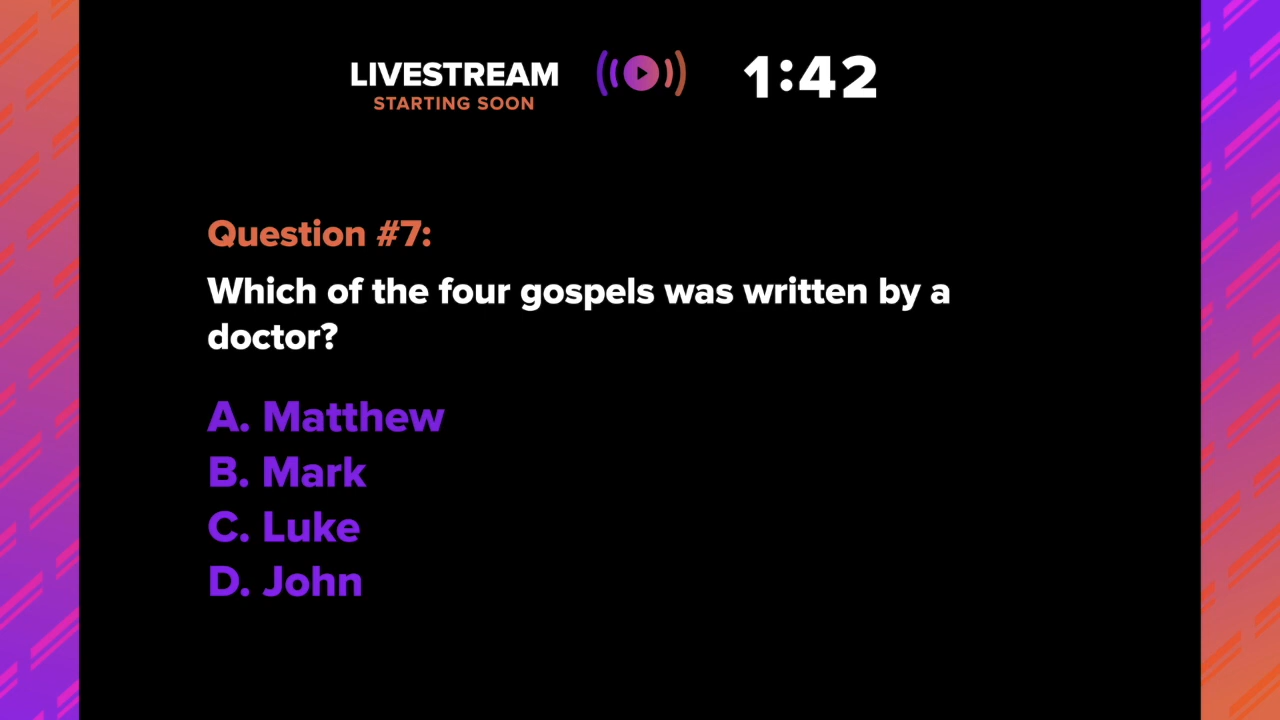 LIVESTREAM
STARTING SOON
1:42
Question #7:
Which of the four gospels was written by a
doctor?
A. Matthew
B. Mark
C. Luke
D. John